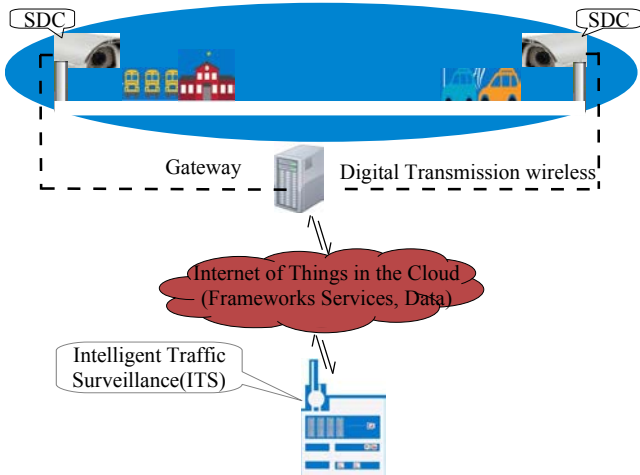 SDC
SDC
Gateway
Digital Transmission wireless
Internet of Things in the Cloud
(Frameworks Services, Data)
Intelligent Traffic
Surveillance(ITS)